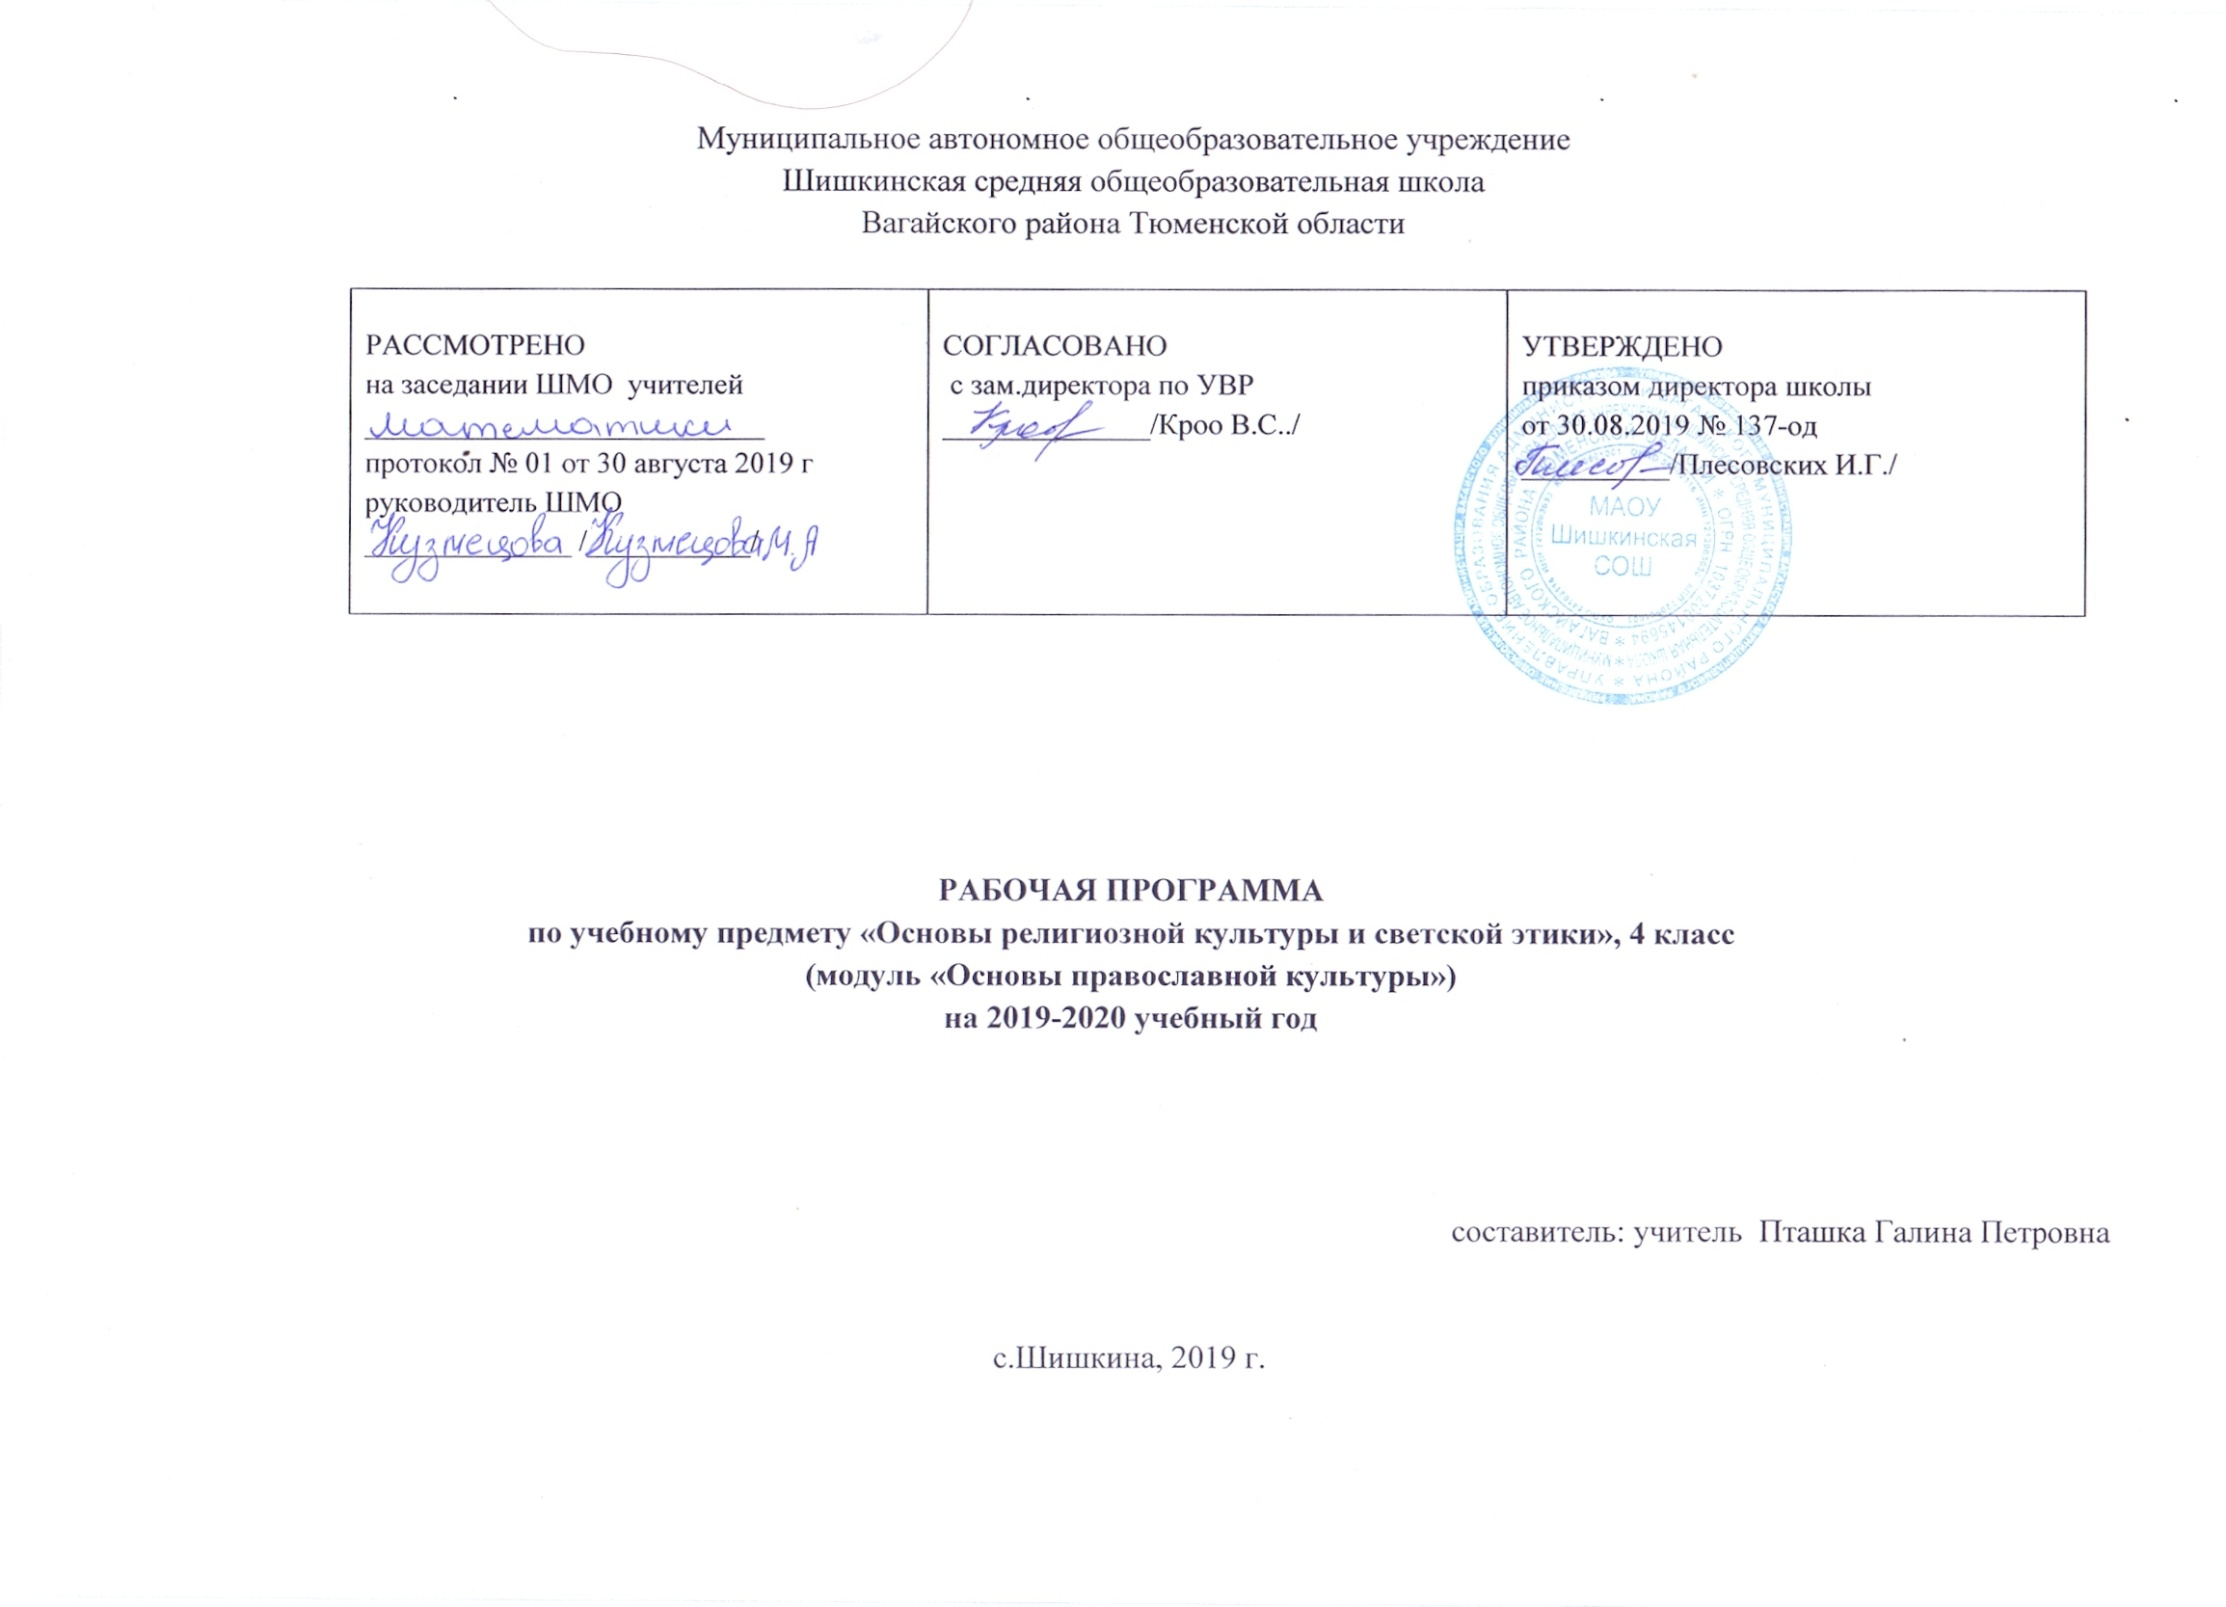 Муниципальное автономное общеобразовательное учреждение
Шишкинская средняя общеобразовательная школа
Вагайского района Тюменской области
РАССМОТРЕНО
на заседании ШМО учителей
математики
протокол № 01 от 30 августа 2019 г
руководитель ШМО
Кузнецова /Кузнецова М.А
СОГЛАСОВАНО
с зам.директора по УВР
/Кроо В.С../
УТВЕРЖДЕНО
приказом директора школы
от 30.08.2019 № 137-од
/Плесовских И.Г./
МАОУ
Шишкинская
СОШ
РАБОЧАЯ ПРОГРАММА
по учебному предмету «Основы религиозной культуры и светской этики», 4 класс
(модуль «Основы православной культуры»)
на 2019-2020 учебный год
составитель: учитель Пташка Галина Петровна
с.Шишкина, 2019 г.